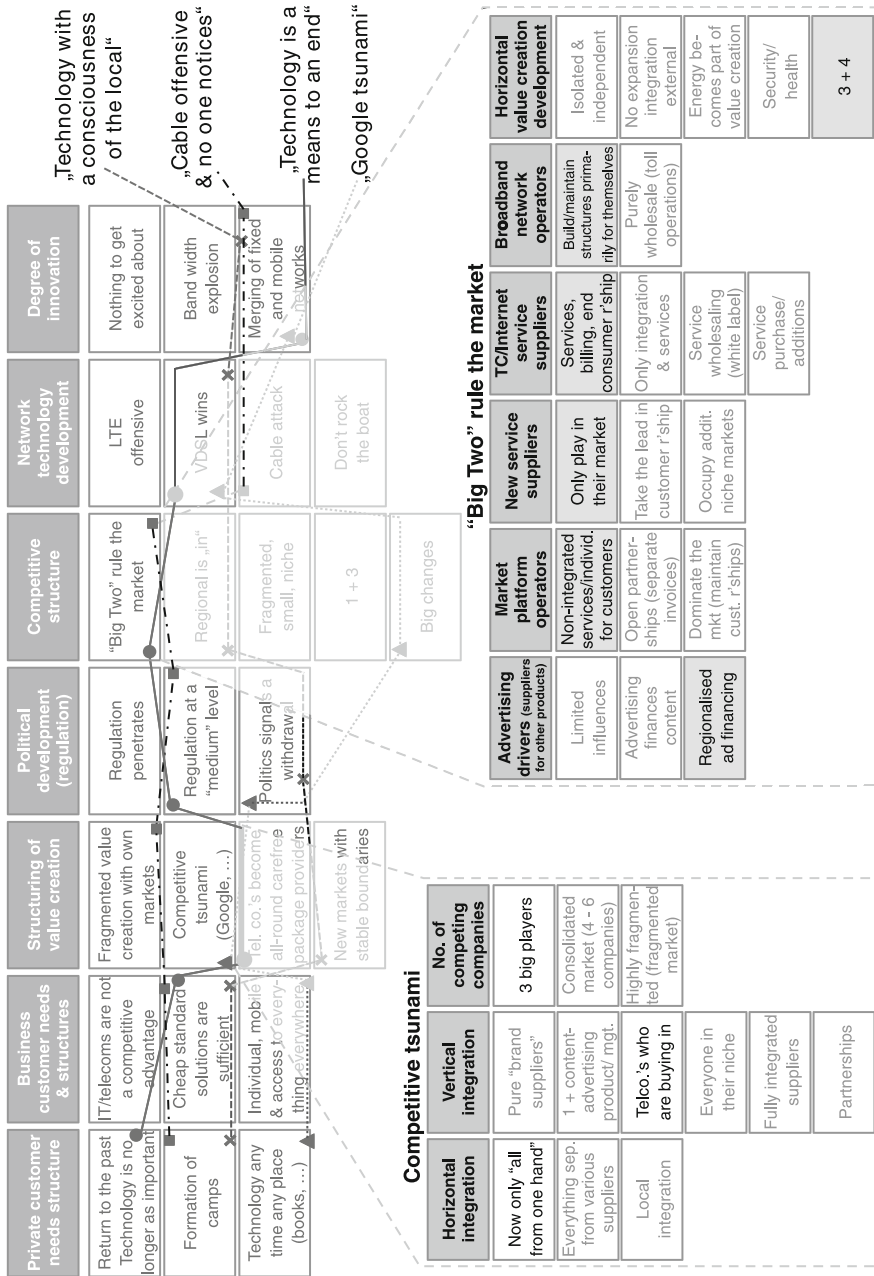 Private customer
needs structure
Return to the past
Technology is no
longer as important
Formation of
camps
Technology any
time any place
(books, …)
Business
customer needs
& structures
IT/telecoms are not
a competitive
advantage
Cheap standard
solutions are
sufficient
Individual, mobile
& access to every-
thing everywhere
Structuring of
value creation
Fragmented value
creation with own
markets
Competitive
tsunami
(Google, …)
Tel. co.’s become
all-round carefree
package providers
New markets with
stable boundaries
Political
development
(regulation)
Regulation
penetrates
Regulation at a
“medium” level
Politics signals a
withdrawal
Competitive
structure
“Big Two” rule the
market
Regional is „in“
Fragmented,
small, niche
1 + 3
Big changes
Network
technology
development
LTE
offensive
VDSL wins
Cable attack
Don’t rock
the boat
Degree of
innovation
Nothing to get
excited about
Band width
explosion
Merging of fixed
and mobile
networks
„Technology with
a consciousness
of the local“
„Cable offensive
& no one notices“
„Technology is a
means to an end“
„Google tsunami“
Competitive tsunami
Horizontal
integration
Now only “all
from one hand”
Everything sep.
from various
suppliers
Local
integration
Vertical
integration
Pure “brand
suppliers”
1 + content-
advertising
product/ mgt.
Telco.’s who
are buying in
Everyone in
their niche
Fully integrated
suppliers
Partnerships
No. of
competing
companies
3 big players
Consolidated
market (4 - 6
companies)
Highly fragmen-
ted (fragmented
market)
“Big Two” rule the market
Advertising
drivers (suppliers
for other products)
Limited
influences
Advertising
finances
content
Regionalised
ad financing
Market
platform
operators
Non-integrated
services/individ.
for customers
Open partner-
ships (separate
invoices)
Dominate the
mkt (maintain
cust. r’ships)
New service
suppliers
Only play in
their market
Take the lead in
customer r’ship
Occupy addit.
niche markets
TC/Internet
service
suppliers
Services,
billing, end
consumer r’ship
Only integration
& services
Service
wholesaling
(white label)
Service
purchase/
additions
Broadband
network
operators
Build/maintain
structures prima-
rily for themselves
Purely
wholesale (toll
operations)
Horizontal
value creation
development
Isolated &
independent
No expansion
integration
external
Energy be-
comes part of
value creation
Security/
health
3 + 4